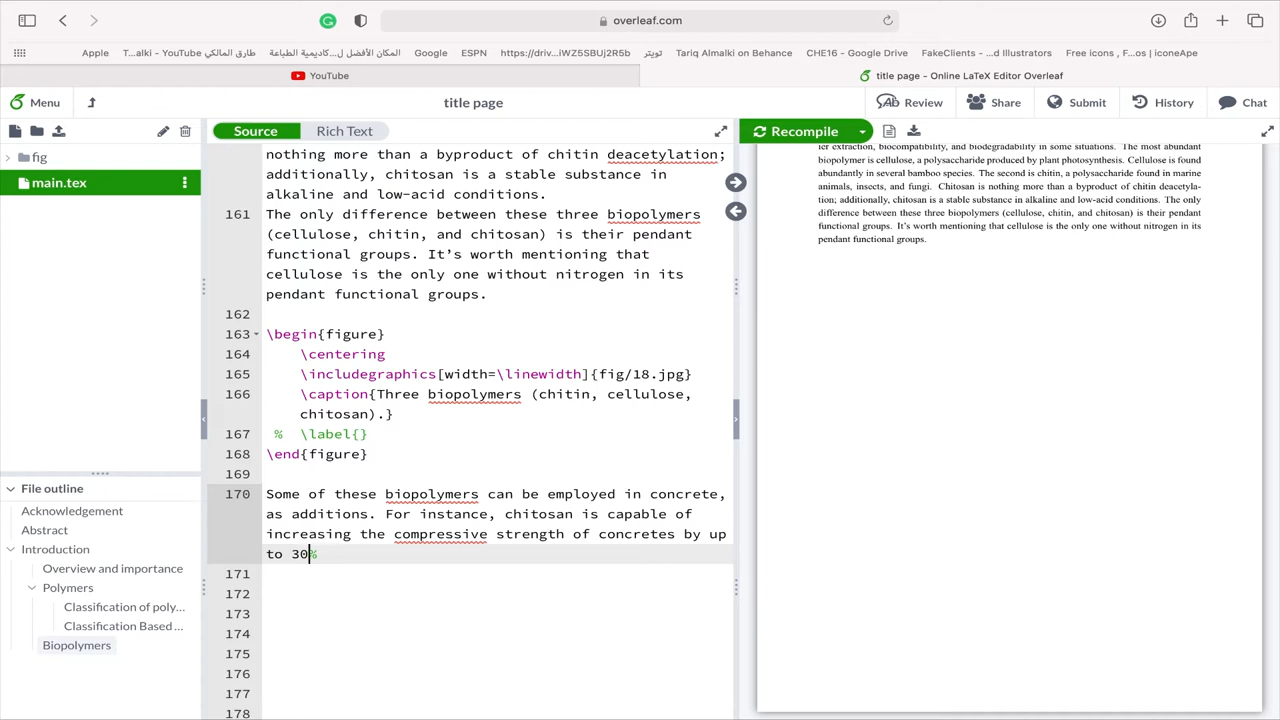 overleaf.com
Apple
طارق المالكي - YouTube
المكان الأفضل ل...كاديمية الطباعة
Google
ESPN
https://driv...iWZ5SBUj2R5b
تويتر
Tariq Almalki on Behance
CHE16 - Google Drive
FakeClients - ...d Illustrators
Free icons , F...os | iconeApe
YouTube
title page - Online LaTeX Editor Overleaf
Menu
title page
Review
Share
Submit
History
Chat
Source
Rich Text
Recompile
fig
main.tex
nothing more than a byproduct of chitin deacetylation;
additionally, chitosan is a stable substance in
alkaline and low-acid conditions.
161 The only difference between these three biopolymers
(cellulose, chitin, and chitosan) is their pendant
functional groups. It's worth mentioning that
cellulose is the only one without nitrogen in its
pendant functional groups.
162
163 \begin{figure}
164 \centering
165 \includegraphics[width=\linewidth]{fig/18.jpg}
166 \caption{Three biopolymers (chitin, cellulose,
chitosan).}
167 % \label{}
168 \end{figure}
169
170 Some of these biopolymers can be employed in concrete,
as additions. For instance, chitosan is capable of
increasing the compressive strength of concretes by up
to 30%
171
172
173
174
175
176
177
178
File outline
Acknowledgement
Abstract
Introduction
Overview and importance
Polymers
Classification of poly...
Classification Based ...
Biopolymers
ier extraction, biocompatibility, and biodegradability in some situations. The most abundant
biopolymer is cellulose, a polysaccharide produced by plant photosynthesis. Cellulose is found
abundantly in several bamboo species. The second is chitin, a polysaccharide found in marine
animals, insects, and fungi. Chitosan is nothing more than a byproduct of chitin deacetyla-
tion; additionally, chitosan is a stable substance in alkaline and low-acid conditions. The only
difference between these three biopolymers (cellulose, chitin, and chitosan) is their pendant
functional groups. It's worth mentioning that cellulose is the only one without nitrogen in its
pendant functional groups.